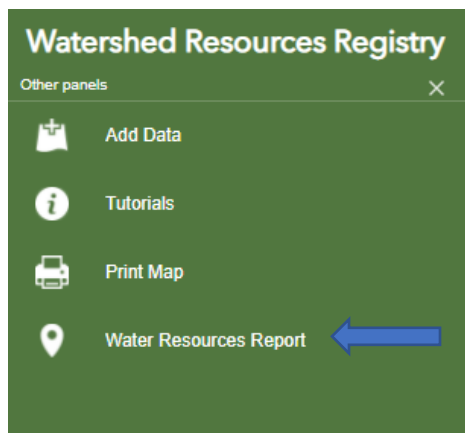 Watershed Resources Registry
Other panels
Add Data
Tutorials
Print Map
Water Resources Report